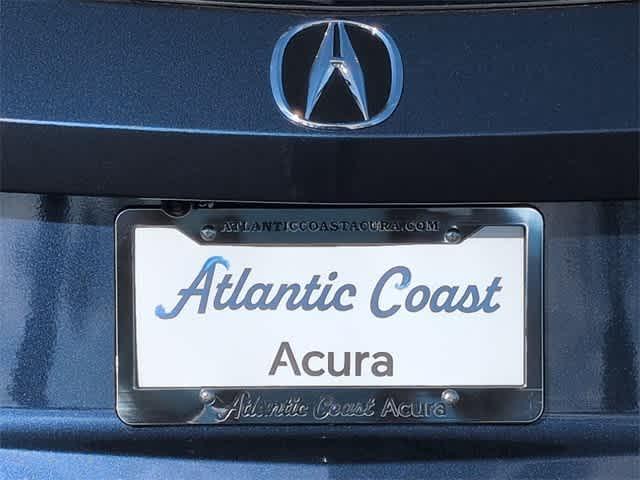 ATLANTICCOASTACURA.COM
Atlantic Coast
Acura
Atlantic Coast Acura